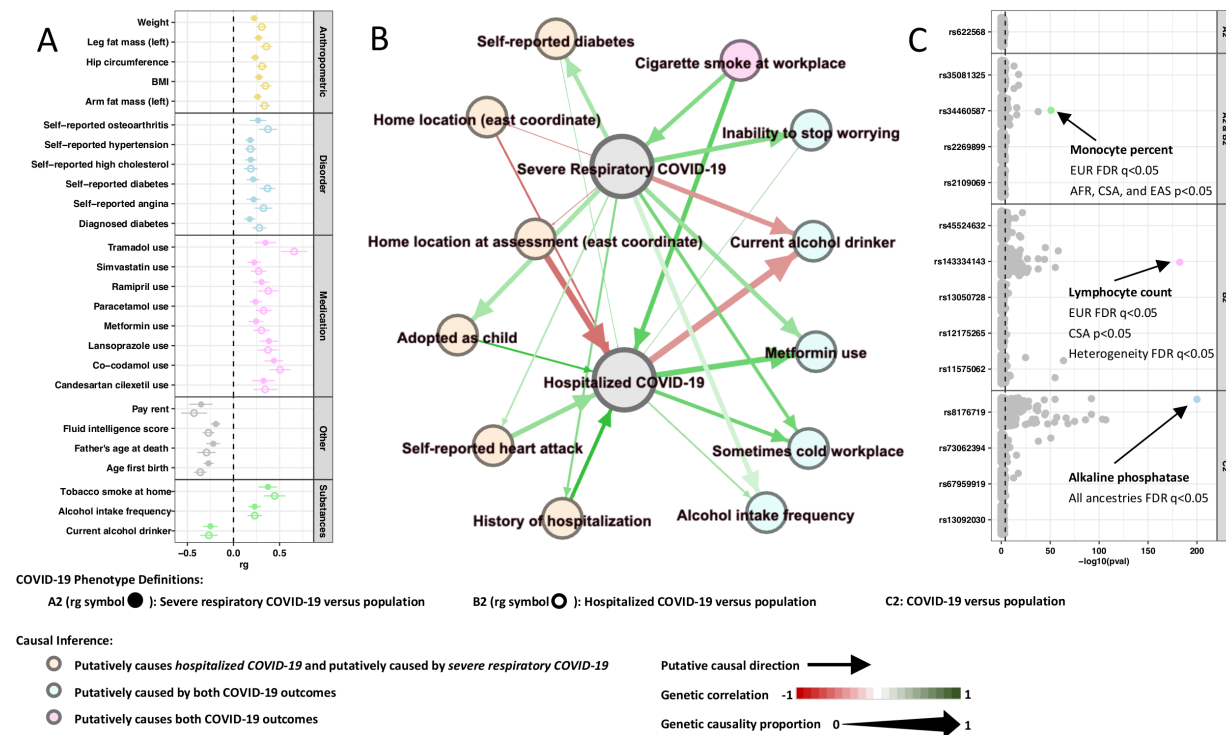 A
Weight
Leg fat mass (left)
Hip circumference
BMI
Arm fat mass (left)
Anthropometric
Self−reported osteoarthritis
Self−reported hypertension
Self−reported high cholesterol
Self−reported diabetes
Self−reported angina
Diagnosed diabetes
Disorder
Tramadol use
Simvastatin use
Ramipril use
Paracetamol use
Metformin use
Lansoprazole use
Co−codamol use
Candesartan cilexetil use
Medication
Pay rent
Fluid intelligence score
Father's age at death
Age first birth
Other
Tobacco smoke at home
Alcohol intake frequency
Current alcohol drinker
Substances
−0.5 0.0 0.5
rg
B
Self-reported diabetes
Cigarette smoke at workplace
Home location (east coordinate)
Inability to stop worrying
Severe Respiratory COVID-19
Home location at assessment (east coordinate)
Current alcohol drinker
Adopted as child
Metformin use
Hospitalized COVID-19
Self-reported heart attack
Sometimes cold workplace
History of hospitalization
Alcohol intake frequency
C
rs622568
A2
rs35081325
rs34460587
rs2269899
rs2109069
Monocyte percent
EUR FDR q<0.05
AFR, CSA, and EAS p<0.05
rs45524632
rs143334143
rs13050728
rs12175265
rs11575062
B2
Lymphocyte count
EUR FDR q<0.05
CSA p<0.05
Heterogeneity FDR q<0.05
rs8176719
rs73062394
rs67959919
rs13092030
C2
Alkaline phosphatase
All ancestries FDR q<0.05
0 50 100 150 200
−log10(pval)
COVID-19 Phenotype Definitions:
A2 (rg symbol ): Severe respiratory COVID-19 versus population
B2 (rg symbol ): Hospitalized COVID-19 versus population
C2: COVID-19 versus population
Causal Inference:
Putatively causes hospitalized COVID-19 and putatively caused by severe respiratory COVID-19
Putatively caused by both COVID-19 outcomes
Putatively causes both COVID-19 outcomes
Putative causal direction
Genetic correlation -1 1
Genetic causality proportion 0 1